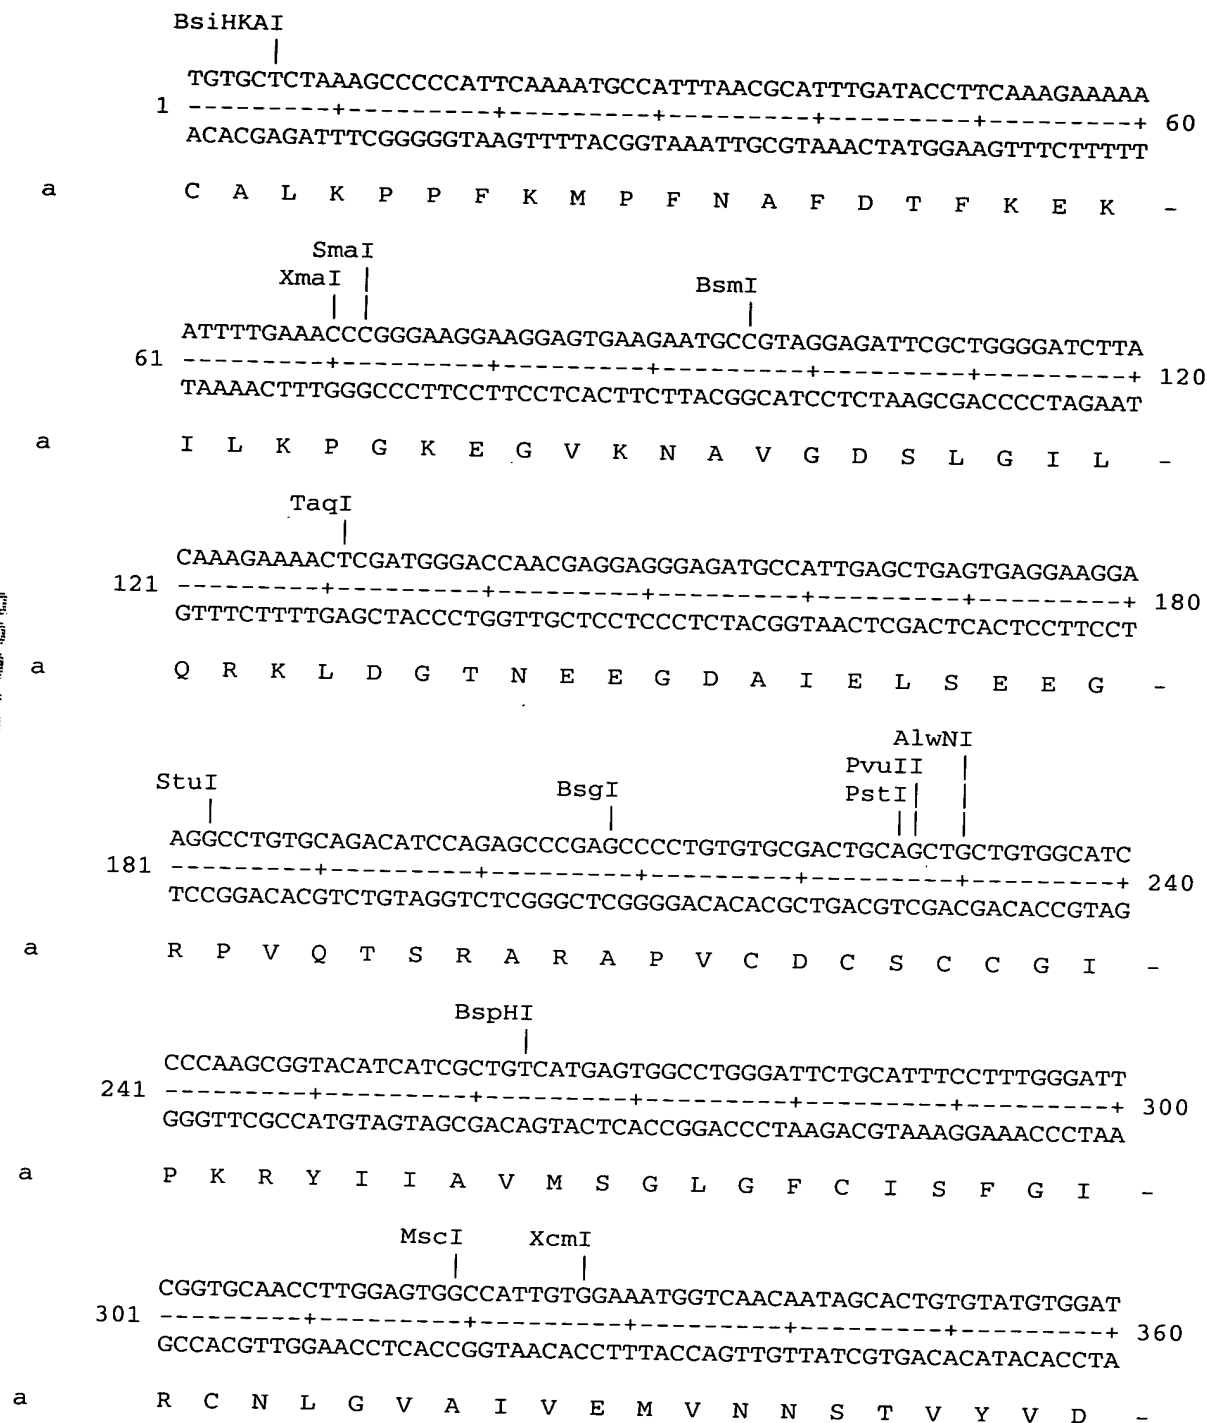 BsiHKAI
TGTGCTCTAAAGCCCCCATTCAAAATGCCATTTAACGCATTTGATACCTTCAAAGAAAAA
1 ---------+---------+---------+---------+---------+---------+ 60
ACACGAGATTTCGGGGGTAAGTTTTACGGTAAATTGCGTAAACTATGGAAGTTTCTTTTT
a C A L K P P F K M P F N A F D T F K E K -
SmaI
XmaI BsmI
ATTTTGAAACCCGGGAAGGAAGGAGTGAAGAATGCCGTAGGAGATTCGCTGGGGATCTTA
61 ---------+---------+---------+---------+---------+---------+ 120
TAAAACTTTGGGCCCTTCCTTCCTCACTTCTTACGGCATCCTCTAAGCGACCCCTAGAAT
a I L K P G K E G V K N A V G D S L G I L -
TaqI
CAAAGAAAACTCGATGGGACCAACGAGGAGGGAGATGCCATTGAGCTGAGTGAGGAAGGA
121 ---------+---------+---------+---------+---------+---------+ 180
GTTTCTTTTGAGCTACCCTGGTTGCTCCTCCCTCTACGGTAACTCGACTCACTCCTTCCT
a Q R K L D G T N E E G D A I E L S E E G -
AlwNI
PvuII
StuI BsgI PstI
AGGCCTGTGCAGACATCCAGAGCCCGAGCCCCTGTGTGCGACTGCAGCTGCTGTGGCATC
181 ---------+---------+---------+---------+---------+---------+ 240
TCCGGACACGTCTGTAGGTCTCGGGCTCGGGGACACACGCTGACGTCGACGACACCGTAG
a R P V Q T S R A R A P V C D C S C C G I -
BspHI
CCCAAGCGGTACATCATCGCTGTCATGAGTGGCCTGGGATTCTGCATTTCCTTTGGGATT
241 ---------+---------+---------+---------+---------+---------+ 300
GGGTTCGCCATGTAGTAGCGACAGTACTCACCGGACCCTAAGACGTAAAGGAAACCCTAA
a P K R Y I I A V M S G L G F C I S F G I -
MscI XcmI
CGGTGCAACCTTGGAGTGGCCATTGTGGAAATGGTCAACAATAGCACTGTGTATGTGGAT
301 ---------+---------+---------+---------+---------+---------+ 360
GCCACGTTGGAACCTCACCGGTAACACCTTTACCAGTTGTTATCGTGACACATACACCTA
a R C N L G V A I V E M V N N S T V Y V D -